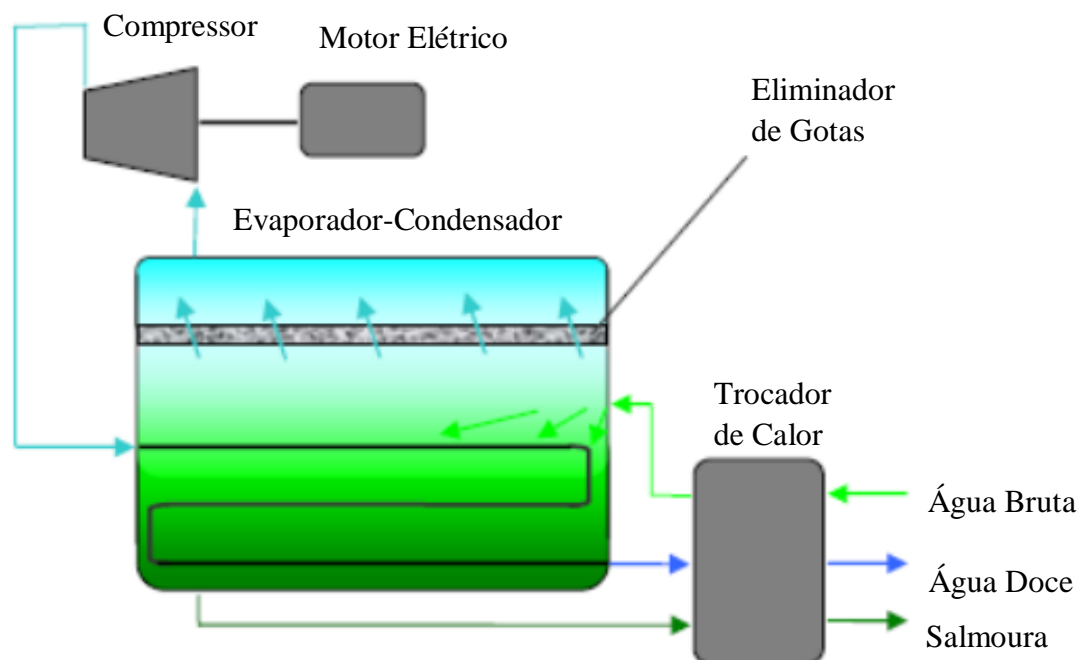 Compressor
Motor Elétrico
Eliminador
de Gotas
Evaporador-Condensador
Trocador
de Calor
Água Bruta
Água Doce
Salmoura